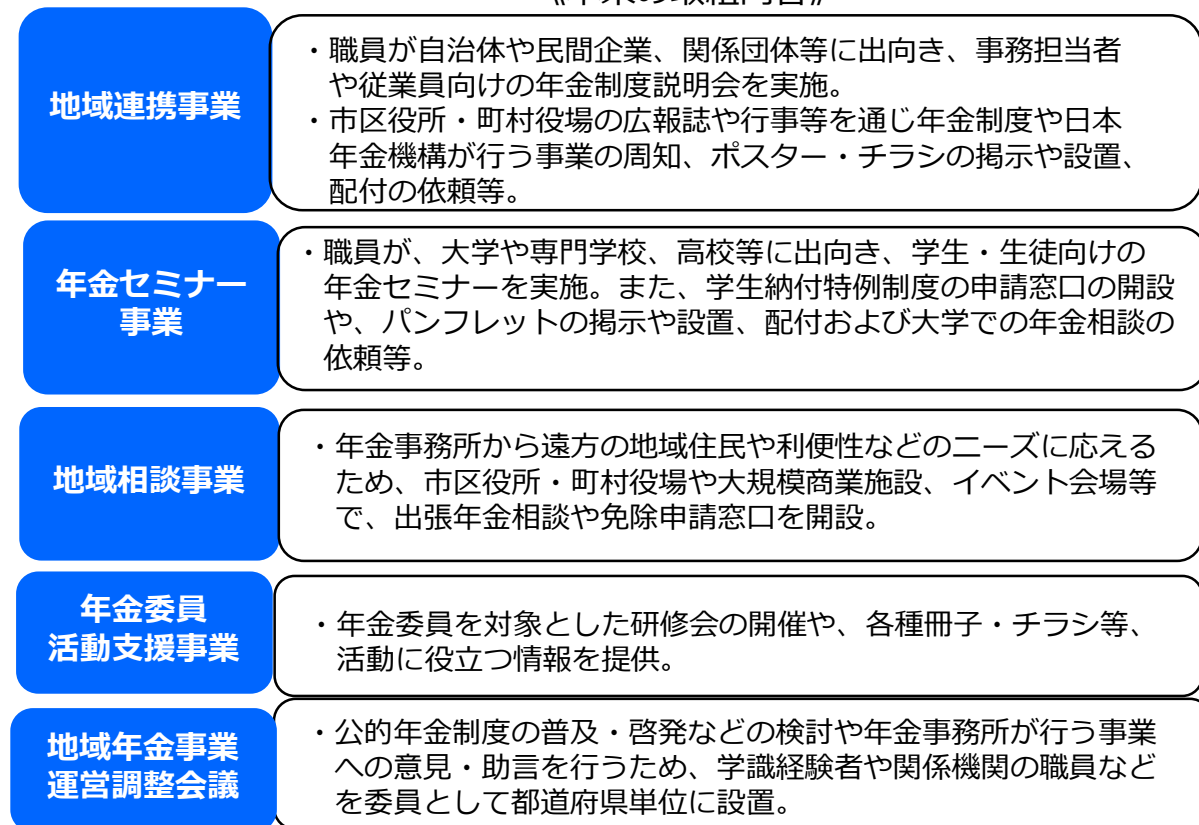 地域連携事業
・職員が自治体や民間企業、関係団体等に出向き、事務担当者
や従業員向けの年金制度説明会を実施。
・市区役所・町村役場の広報誌や行事等を通じ年金制度や日本
年金機構が行う事業の周知、ポスター・チラシの掲示や設置、
配付の依頼等。
年金セミナー
事業
・職員が、大学や専門学校、高校等に出向き、学生・生徒向けの
年金セミナーを実施。また、学生納付特例制度の申請窓口の開設
や、パンフレットの掲示や設置、配付および大学での年金相談の
依頼等。
地域相談事業
・年金事務所から遠方の地域住民や利便性などのニーズに応える
ため、市区役所・町村役場や大規模商業施設、イベント会場等
で、出張年金相談や免除申請窓口を開設。
年金委員
活動支援事業
・年金委員を対象とした研修会の開催や、各種冊子・チラシ等、
活動に役立つ情報を提供。
地域年金事業
運営調整会議
・公的年金制度の普及・啓発などの検討や年金事務所が行う事業
への意見・助言を行うため、学識経験者や関係機関の職員など
を委員として都道府県単位に設置。